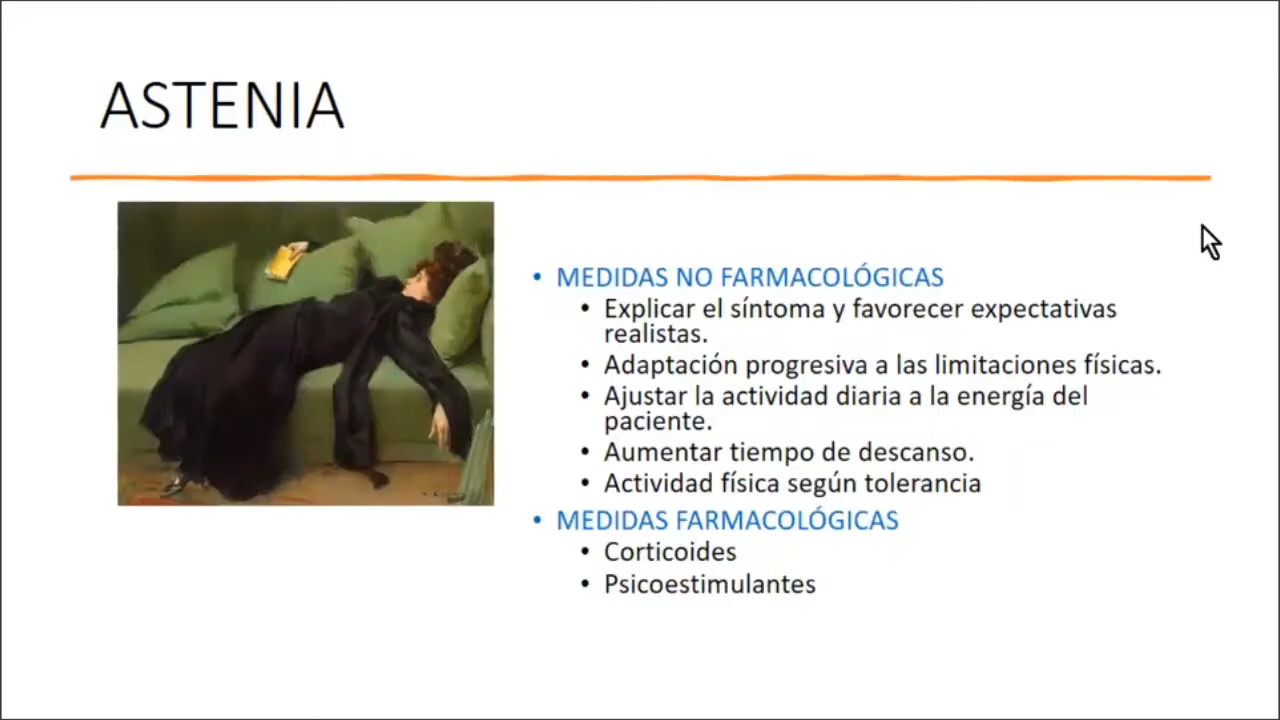 ASTENIA
• MEDIDAS NO FARMACOLÓGICAS
• Explicar el síntoma y favorecer expectativas
realistas.
• Adaptación progresiva a las limitaciones físicas.
• Ajustar la actividad diaria a la energía del
paciente.
• Aumentar tiempo de descanso.
• Actividad física según tolerancia
• MEDIDAS FARMACOLÓGICAS
• Corticoides
• Psicoestimulantes